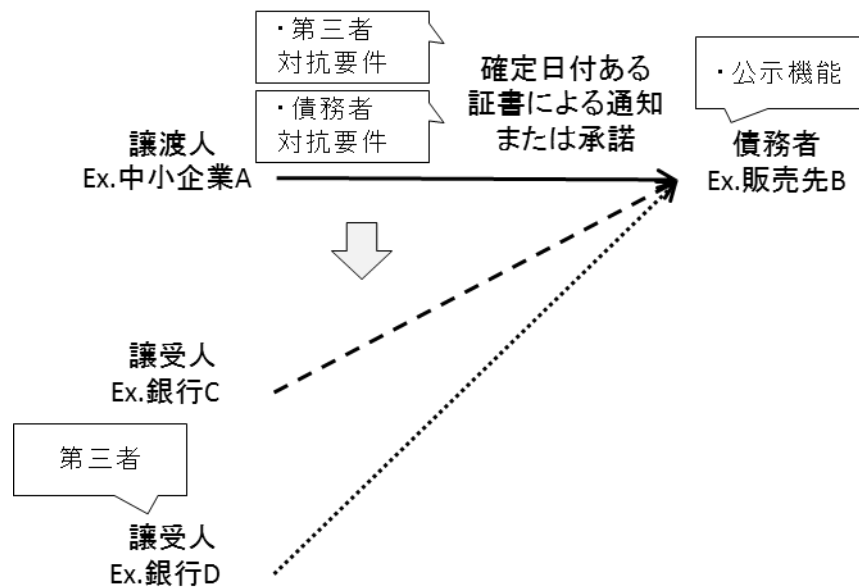 ・第三者
対抗要件
・債務者
対抗要件
確定日付ある
証書による通知
または承諾
・公示機能
譲渡人
Ex.中小企業A
債務者
Ex.販売先B
譲受人
Ex.銀行C
第三者
譲受人
Ex.銀行D